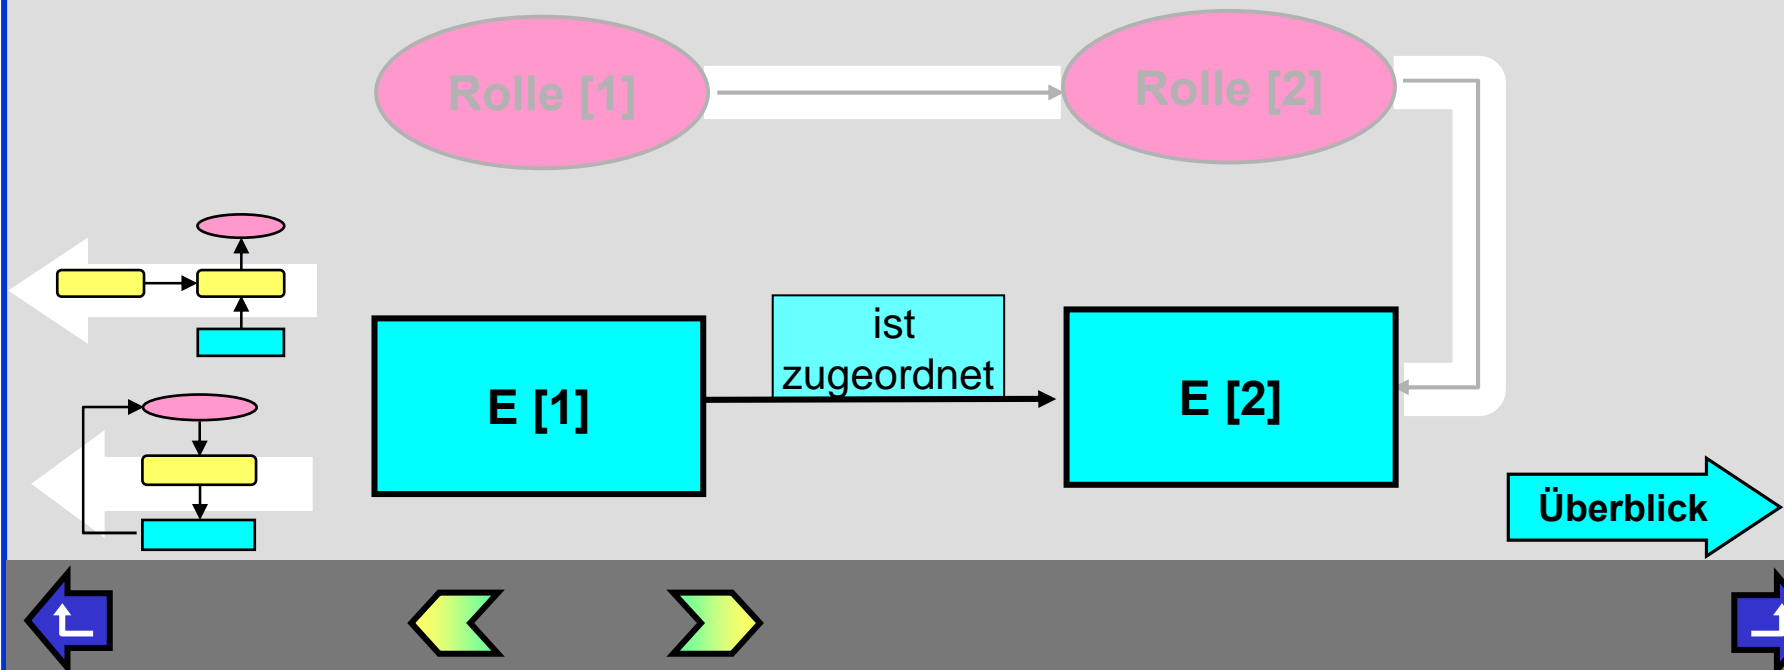 Rolle [1]
Rolle [2]
ist
zugeordnet
E [1]
E [2]
Überblick